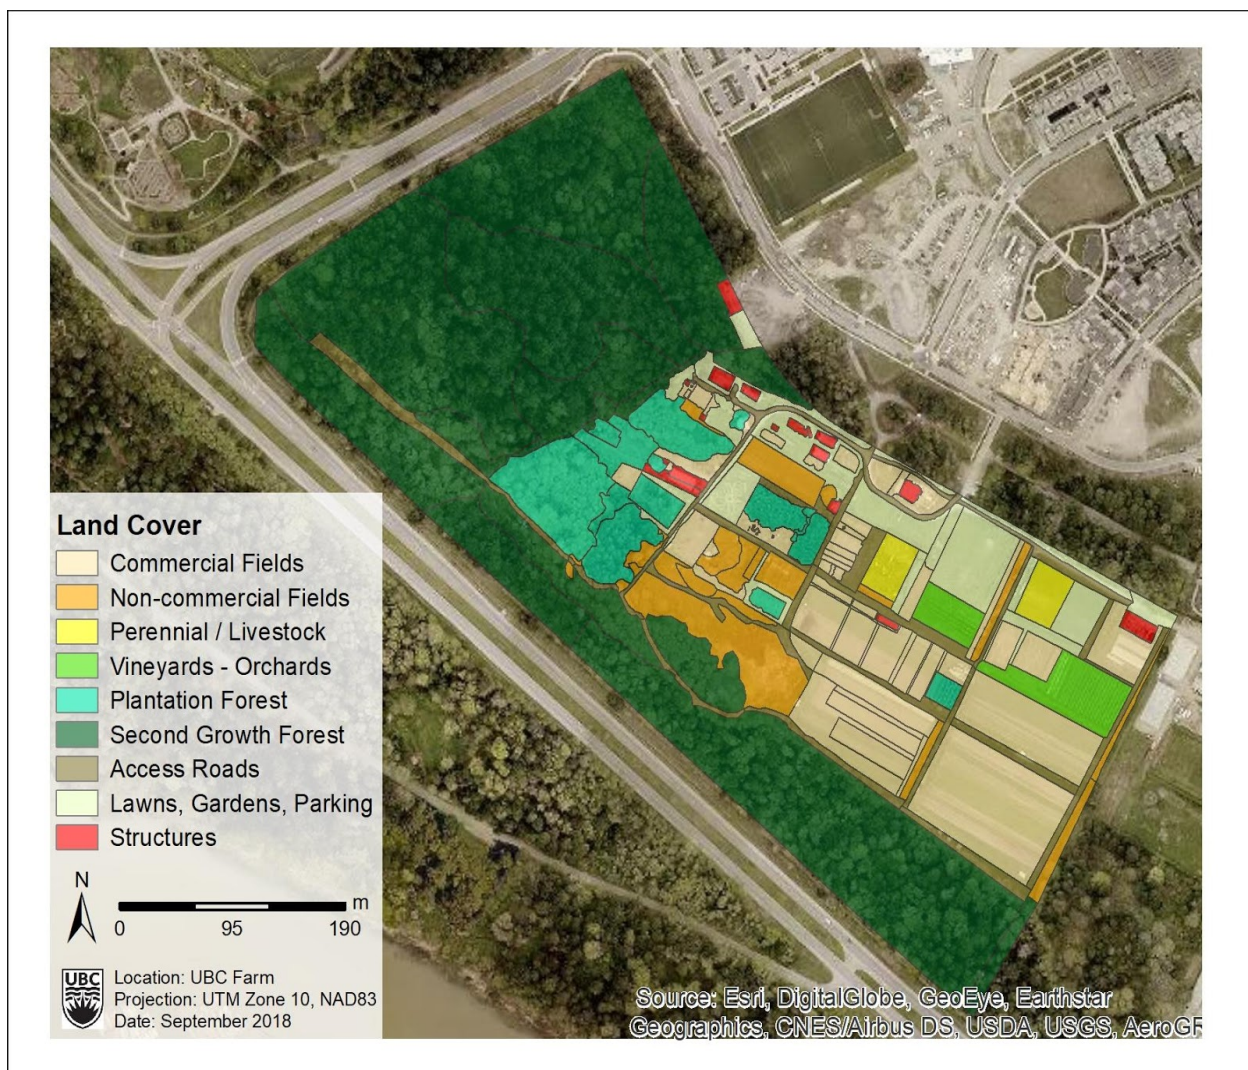 Land Cover
Commercial Fields
Non-commercial Fields
Perennial / Livestock
Vineyards - Orchards
Plantation Forest
Second Growth Forest
Access Roads
Lawns, Gardens, Parking
Structures
N
m
0 95 190
UBC
Location: UBC Farm
Projection: UTM Zone 10, NAD83
Date: September 2018
Source: Esri, DigitalGlobe, GeoEye, Earthstar
Geographics, CNES/Airbus DS, USDA, USGS, AeroGR